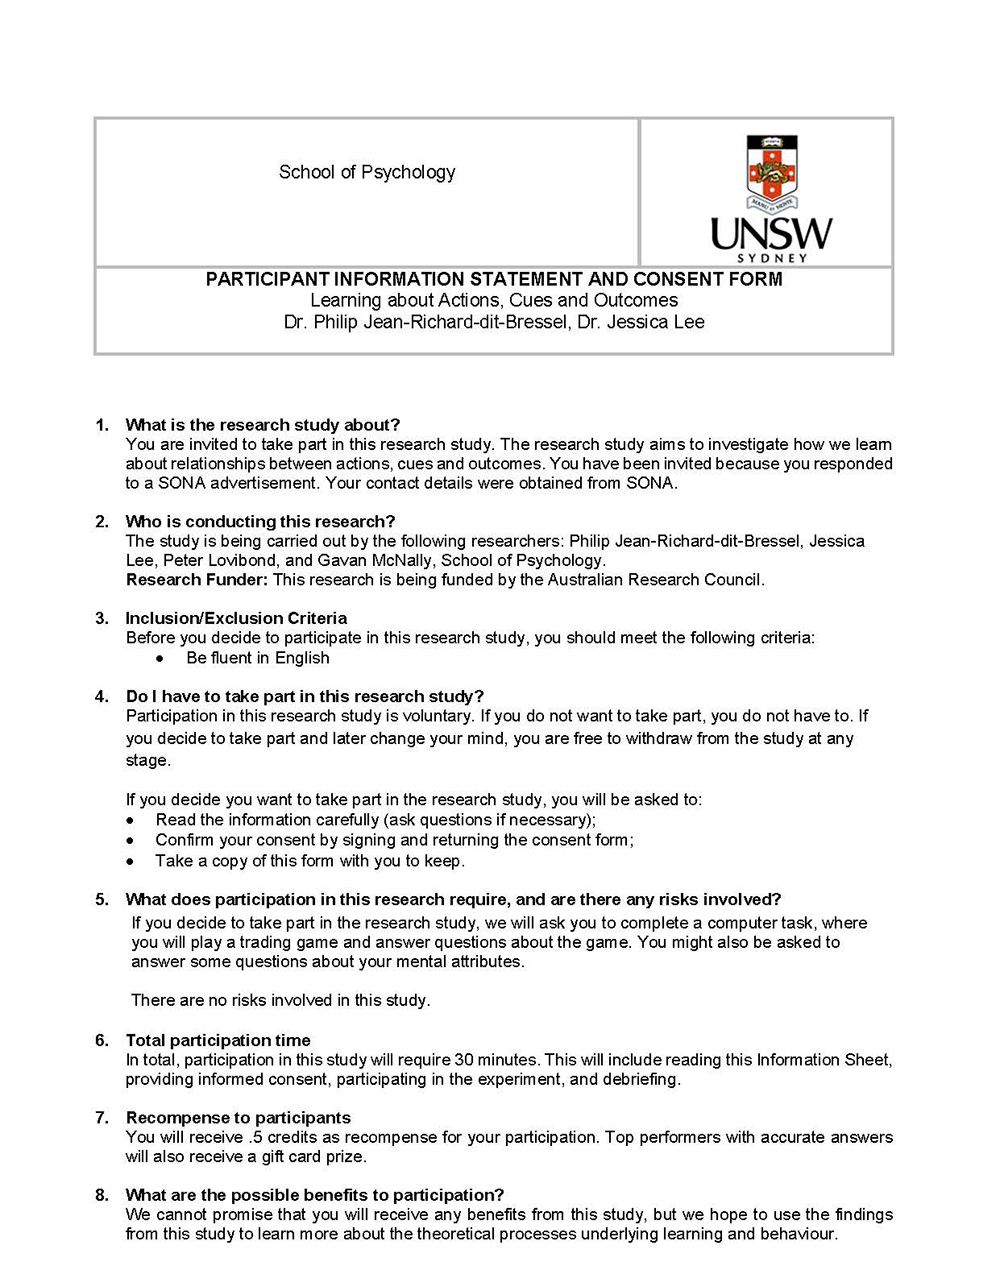 School of Psychology
MANU ET MENTE
UNSW
SYDNEY
PARTICIPANT INFORMATION STATEMENT AND CONSENT FORM
Learning about Actions, Cues and Outcomes
Dr. Philip Jean-Richard-dit-Bressel, Dr. Jessica Lee
1. What is the research study about?
You are invited to take part in this research study. The research study aims to investigate how we learn
about relationships between actions, cues and outcomes. You have been invited because you responded
to a SONA advertisement. Your contact details were obtained from SONA.
2. Who is conducting this research?
The study is being carried out by the following researchers: Philip Jean-Richard-dit-Bressel, Jessica
Lee, Peter Lovibond, and Gavan McNally, School of Psychology.
Research Funder: This research is being funded by the Australian Research Council.
3. Inclusion/Exclusion Criteria
Before you decide to participate in this research study, you should meet the following criteria:
• Be fluent in English
4. Do I have to take part in this research study?
Participation in this research study is voluntary. If you do not want to take part, you do not have to. If
you decide to take part and later change your mind, you are free to withdraw from the study at any
stage.
If you decide you want to take part in the research study, you will be asked to:
• Read the information carefully (ask questions if necessary);
• Confirm your consent by signing and returning the consent form;
• Take a copy of this form with you to keep.
5. What does participation in this research require, and are there any risks involved?
If you decide to take part in the research study, we will ask you to complete a computer task, where
you will play a trading game and answer questions about the game. You might also be asked to
answer some questions about your mental attributes.
There are no risks involved in this study.
6. Total participation time
In total, participation in this study will require 30 minutes. This will include reading this Information Sheet,
providing informed consent, participating in the experiment, and debriefing.
7. Recompense to participants
You will receive .5 credits as recompense for your participation. Top performers with accurate answers
will also receive a gift card prize.
8. What are the possible benefits to participation?
We cannot promise that you will receive any benefits from this study, but we hope to use the findings
from this study to learn more about the theoretical processes underlying learning and behaviour.